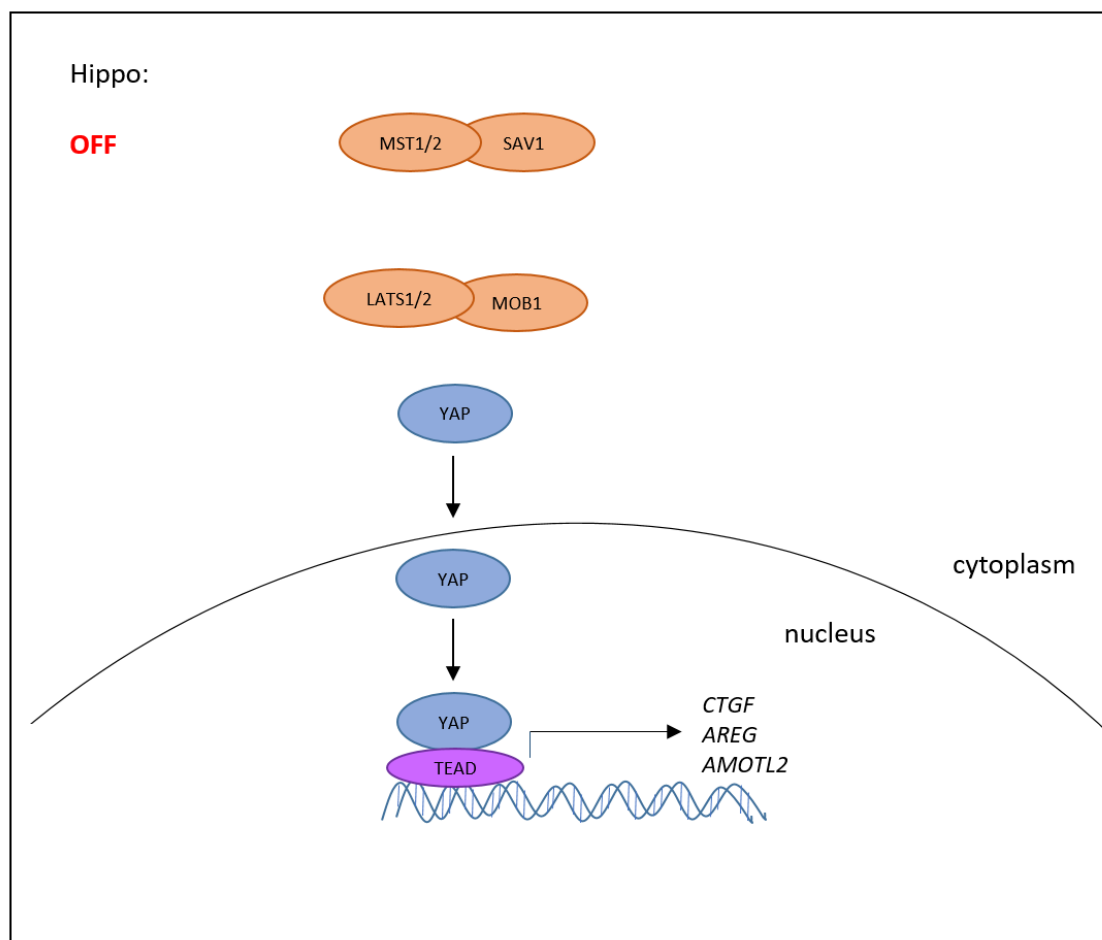 Hippo:
OFF
MST1/2
SAV1
LATS1/2
MOB1
YAP
YAP
cytoplasm
nucleus
YAP
TEAD
CTGF
AREG
AMOTL2